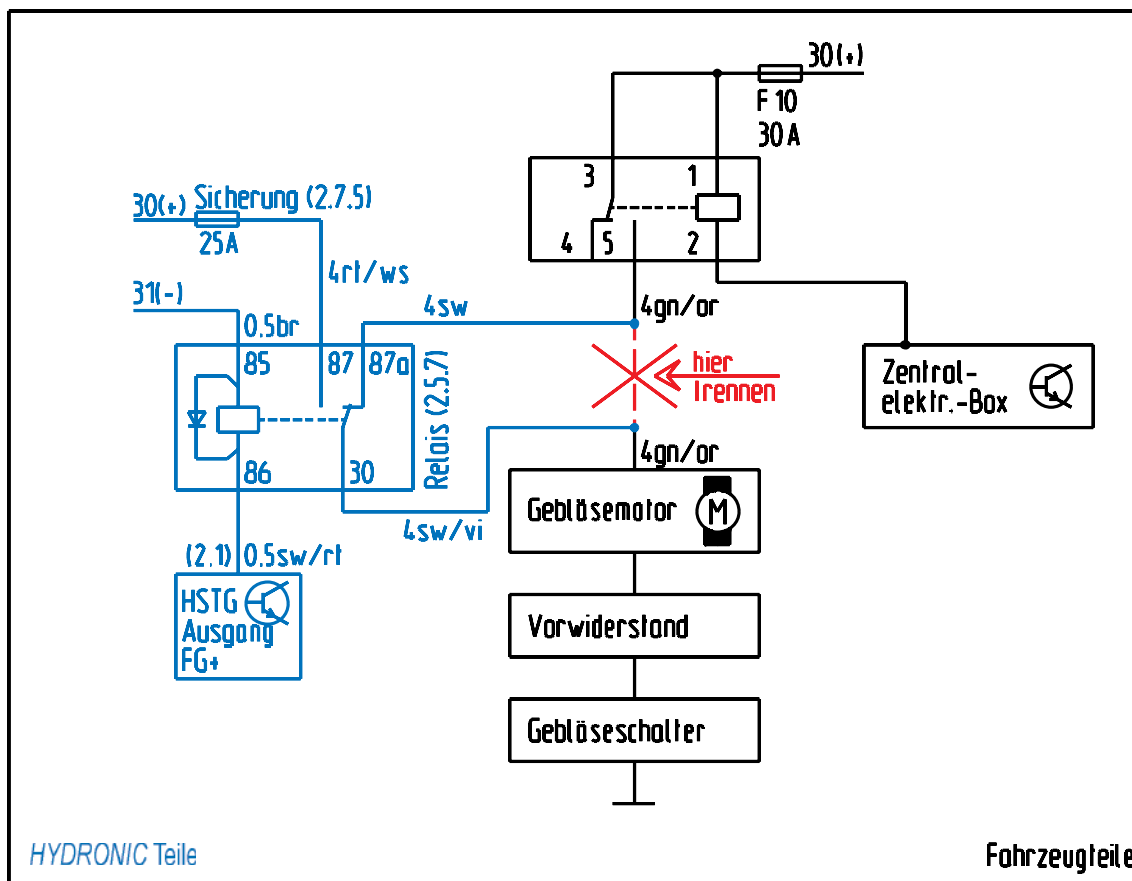 30(+)
F 10
30A
3
1
4
5
2
30(+)
Sicherung (2.7.5)
25A
4rt/ws
31(-)
0.5br
4sw
4gn/or
85
87
87a
86
30
Relais (2.5.7)
hier
Trennen
Zentral-
elektr.-Box
4gn/or
4sw/vi
Gebläsemotor
M
(2.1)
0.5sw/rt
HSTG
Ausgang
FG+
Vorwiderstand
Gebläseschalter
HYDRONIC Teile
Fahrzeugteile